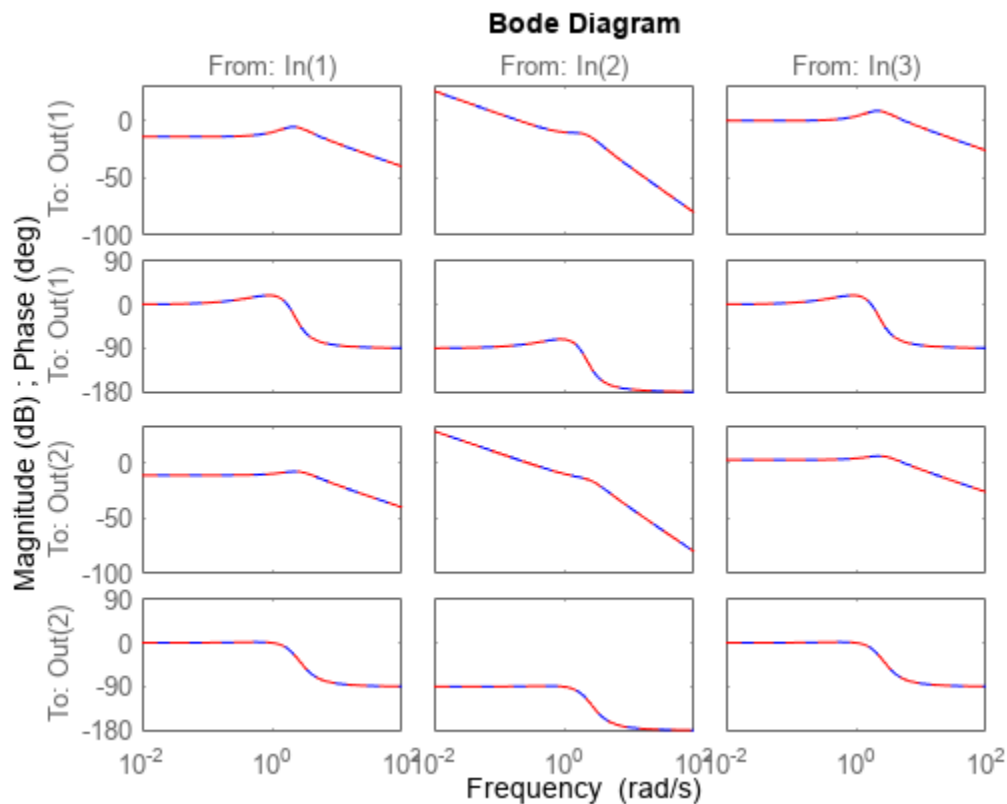 Bode Diagram
From: In(1)
From: In(2)
From: In(3)
Magnitude (dB) ; Phase (deg)
To: Out(1)
0
-50
-100
To: Out(1)
90
0
-90
-180
To: Out(2)
0
-50
-100
To: Out(2)
90
0
-90
-180
10^-2 10^0 10^2 10^-2 10^0 10^2 10^-2 10^0 10^2
Frequency (rad/s)